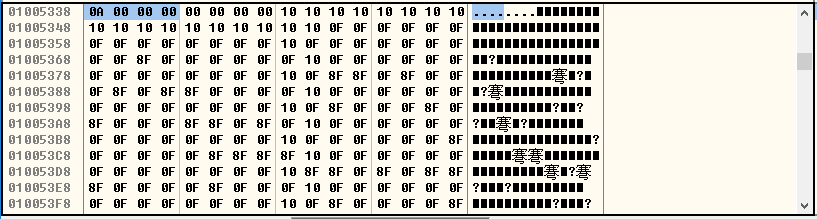 01005338 0A 00 00 00 00 00 00 00 10 10 10 10 10 10 10 10 ........■■■■■■■■
01005348 10 10 10 10 10 10 10 10 10 10 0F 0F 0F 0F 0F 0F ■■■■■■■■■■■■■■■■
01005358 0F 0F 0F 0F 0F 0F 0F 0F 0F 0F 0F 0F 0F 0F 0F 0F ■■■■■■■■■■■■■■■■
01005368 0F 0F 8F 0F 0F 0F 0F 0F 0F 10 0F 0F 0F 0F 0F 0F
01005378 0F 0F 0F 0F 0F 0F 0F 0F 10 0F 8F 8F 0F 8F 0F 0F
01005388 0F 8F 0F 8F 8F 0F 0F 0F 0F 10 0F 0F 0F 0F 0F 0F
01005398 0F 0F 0F 0F 0F 0F 0F 0F 10 0F 8F 0F 0F 0F 8F 0F
010053A8 8F 0F 0F 0F 8F 8F 0F 8F 0F 10 0F 0F 0F 0F 0F 0F
010053B8 0F 0F 0F 0F 0F 0F 0F 0F 10 0F 0F 0F 0F 0F 0F 8F
010053C8 0F 0F 0F 0F 0F 8F 8F 8F 8F 10 0F 0F 0F 0F 0F 0F
010053D8 0F 0F 0F 0F 0F 0F 0F 0F 10 8F 0F 8F 8F 0F 8F 8F
010053E8 8F 0F 0F 0F 0F 0F 0F 0F 0F 10 0F 0F 0F 0F 0F 0F
010053F8 0F 0F 0F 0F 0F 0F 0F 0F 10 0F 8F 0F 0F 0F 8F